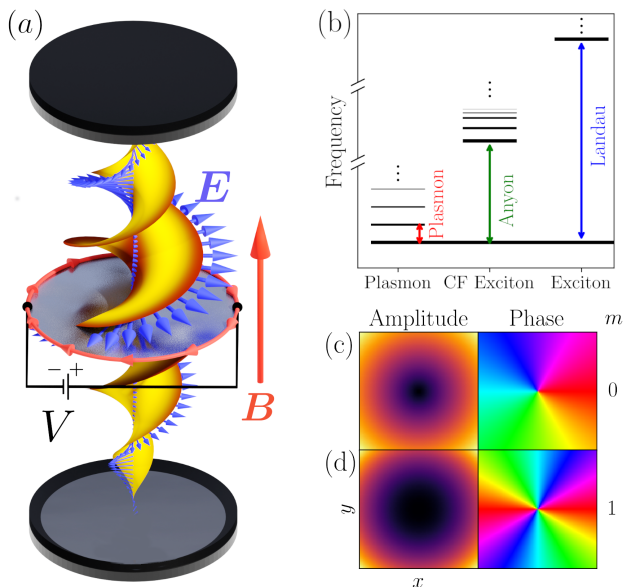 (a)
E
B
− +
V
(b)
Frequency
Plasmon
Anyon
Landau
Plasmon CF Exciton Exciton
Amplitude Phase m
(c)
0
(d)
1
y
x